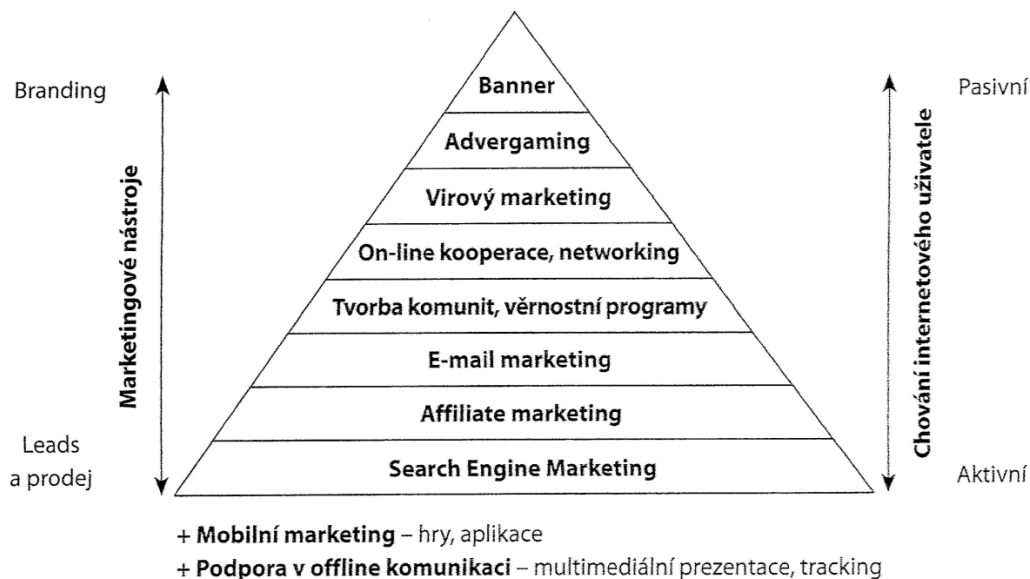 Banner
Branding
Pasivní
Advergaming
Virový marketing
On-line kooperace, networking
Tvorba komunit, věrnostní programy
E-mail marketing
Affiliate marketing
Search Engine Marketing
Marketingové nástroje
Chování internetového uživatele
Leads
a prodej
Aktivní
+ Mobilní marketing – hry, aplikace
+ Podpora v offline komunikaci – multimediální prezentace, tracking